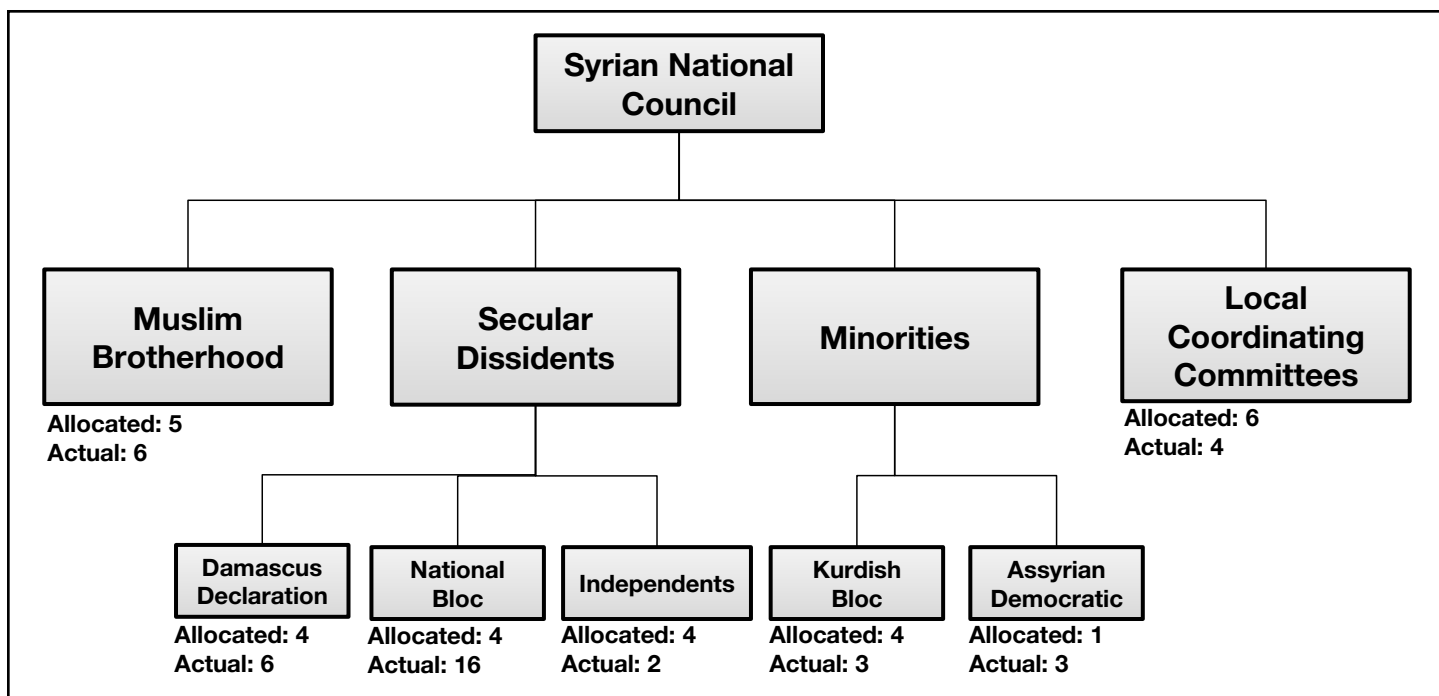 Syrian National
Council
Muslim
Brotherhood
Allocated: 5
Actual: 6
Secular
Dissidents
Minorities
Local
Coordinating
Committees
Allocated: 6
Actual: 4
Damascus
Declaration
Allocated: 4
Actual: 6
National
Bloc
Allocated: 4
Actual: 16
Independents
Allocated: 4
Actual: 2
Kurdish
Bloc
Allocated: 4
Actual: 3
Assyrian
Democratic
Allocated: 1
Actual: 3